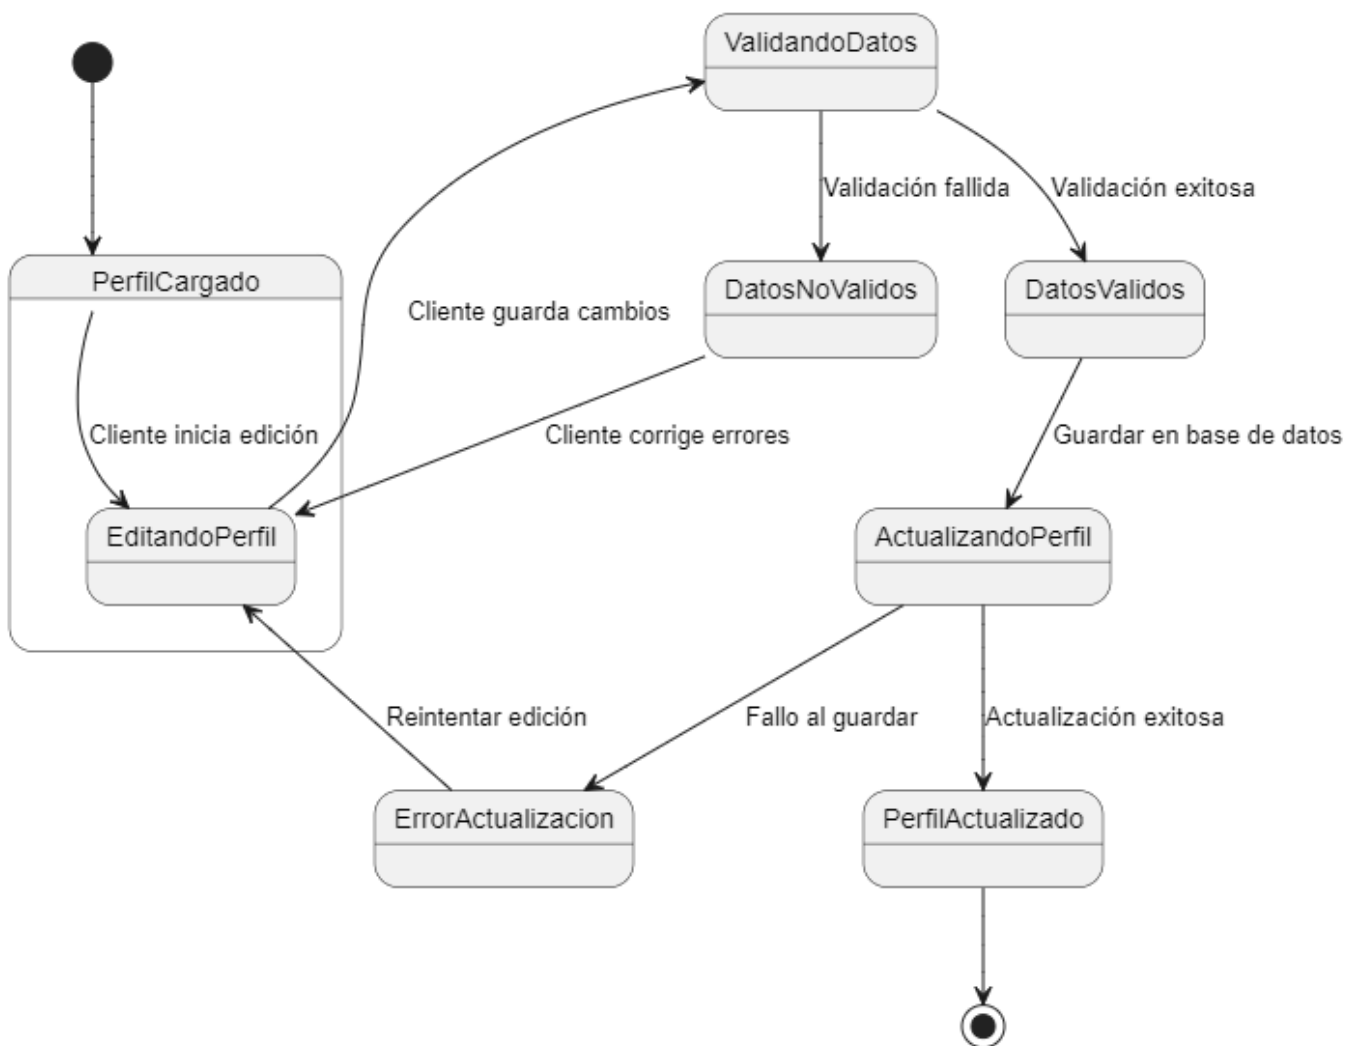 ValidandoDatos
Validación fallida
Validación exitosa
PerfilCargado
DatosNoValidos
DatosValidos
Cliente guarda cambios
Cliente inicia edición
Cliente corrige errores
Guardar en base de datos
EditandoPerfil
ActualizandoPerfil
Reintentar edición
Fallo al guardar
Actualización exitosa
ErrorActualizacion
PerfilActualizado